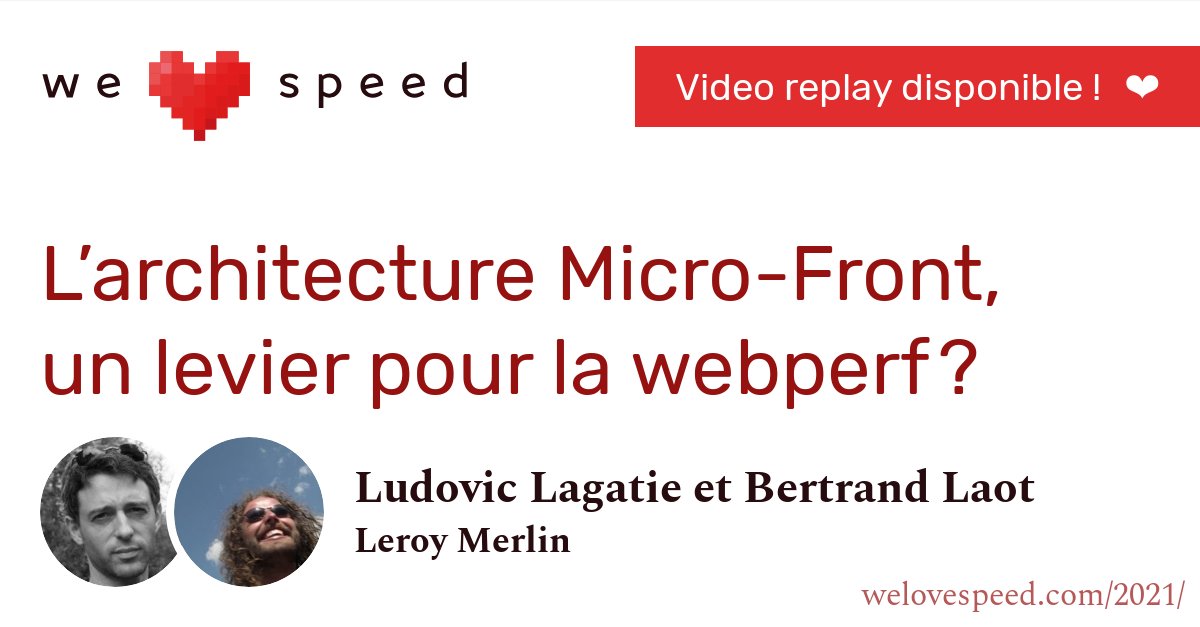 we speed
Video replay disponible ! ❤
L’architecture Micro-Front,
un levier pour la webperf ?
Ludovic Lagatie et Bertrand Laot
Leroy Merlin
welovespeed.com/2021/